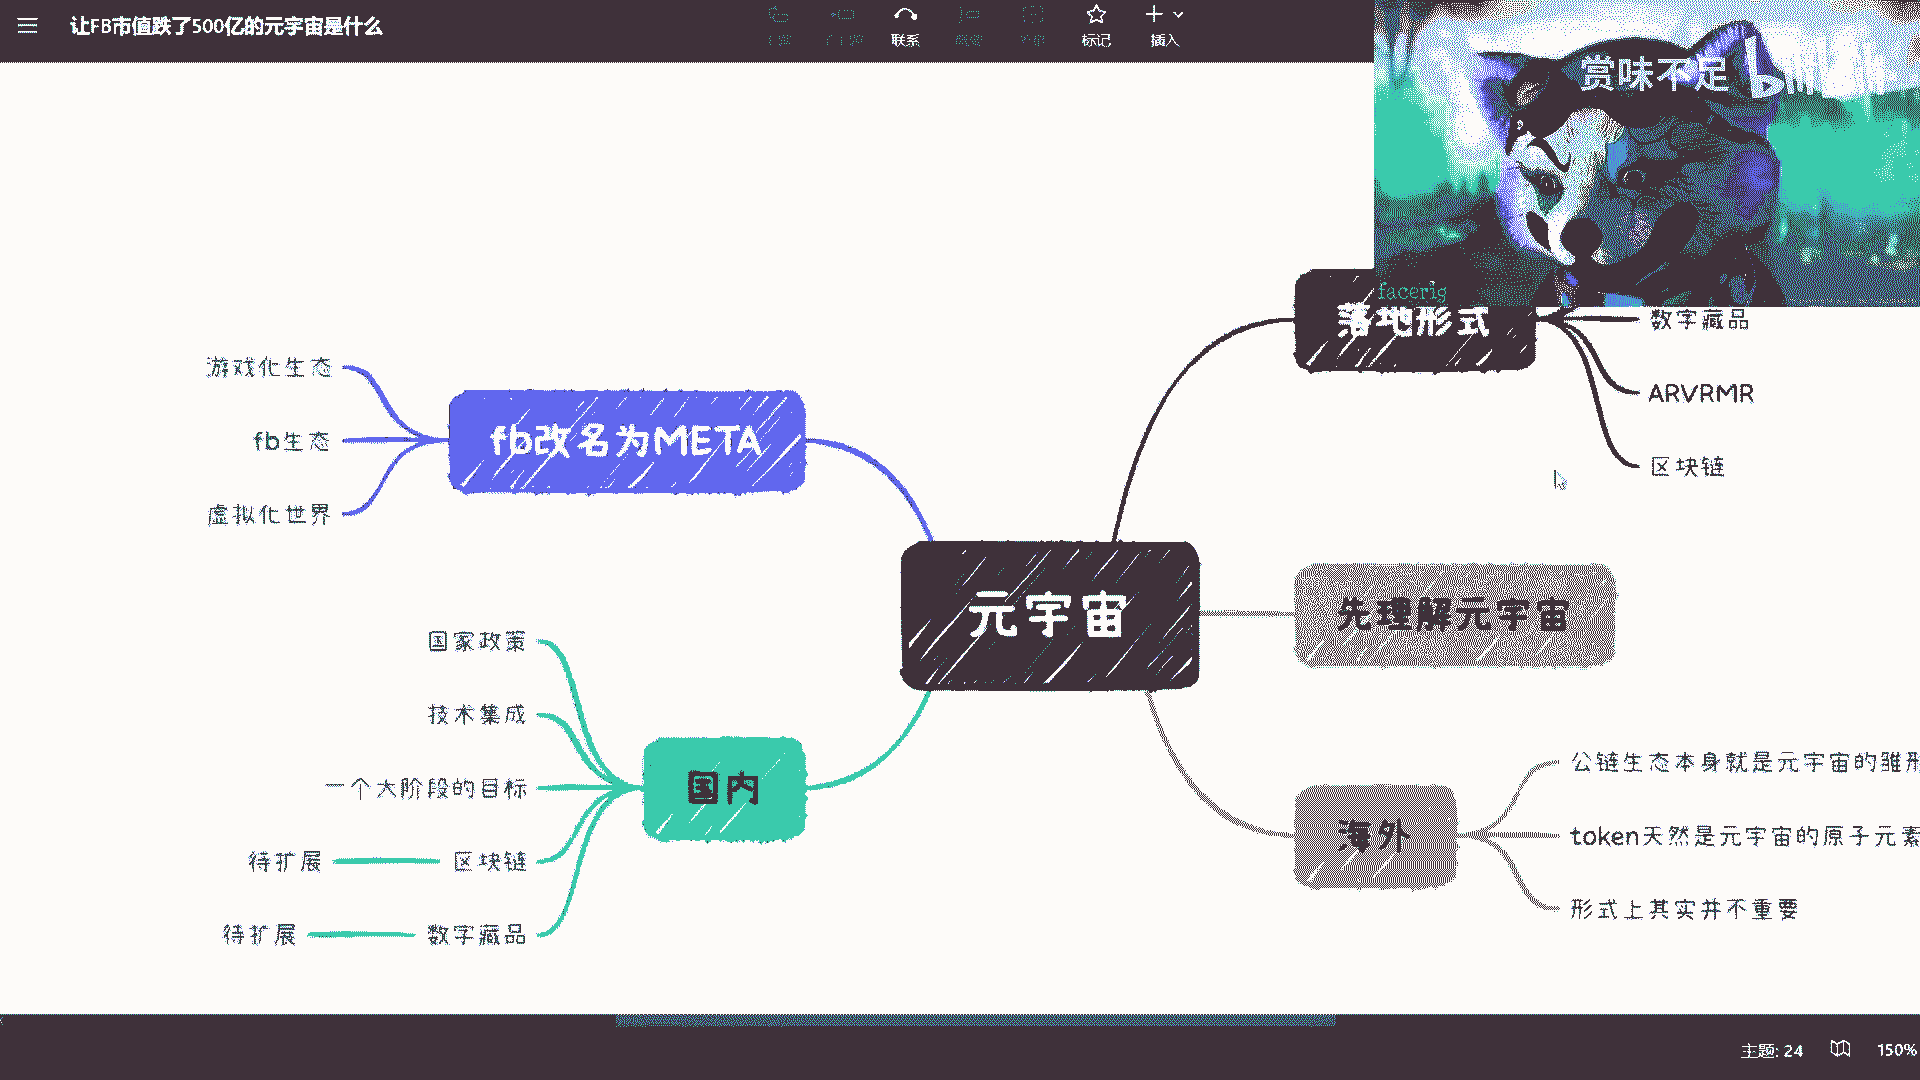 让FB市值跌了500亿的元宇宙是什么
联系
标记
插入
赏味不足
facerig
落地形式
数字藏品
ARVRMR
区块链
游戏化生态
fb生态
虚拟化世界
fb改名为META
元宇宙
先理解元宇宙
国家政策
技术集成
一个大阶段的目标
待扩展
区块链
待扩展
数字藏品
国内
海外
公链生态本身就是元宇宙的雏形
token天然是元宇宙的原子元素
形式上其实并不重要
主题: 24
150%